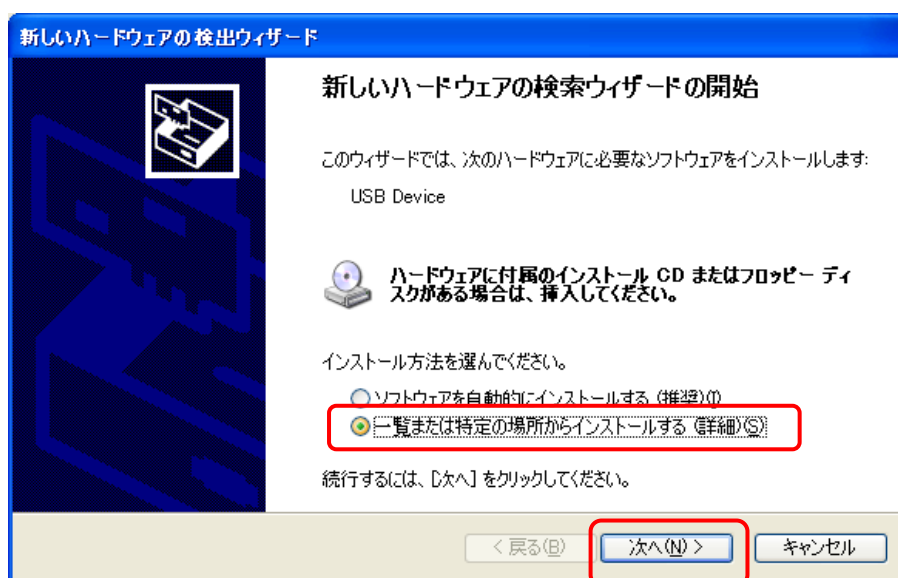 新しいハードウェアの検出ウィザード
新しいハードウェアの検索ウィザードの開始
このウィザードでは、次のハードウェアに必要なソフトウェアをインストールします:
USB Device
ハードウェアに付属のインストール CD またはフロッピー ディ
スクがある場合は、挿入してください。
インストール方法を選んでください。
ソフトウェアを自動的にインストールする (推奨)(I)
一覧または特定の場所からインストールする (詳細)(S)
続行するには、[次へ] をクリックしてください。
< 戻る(B) 次へ(N) > キャンセル